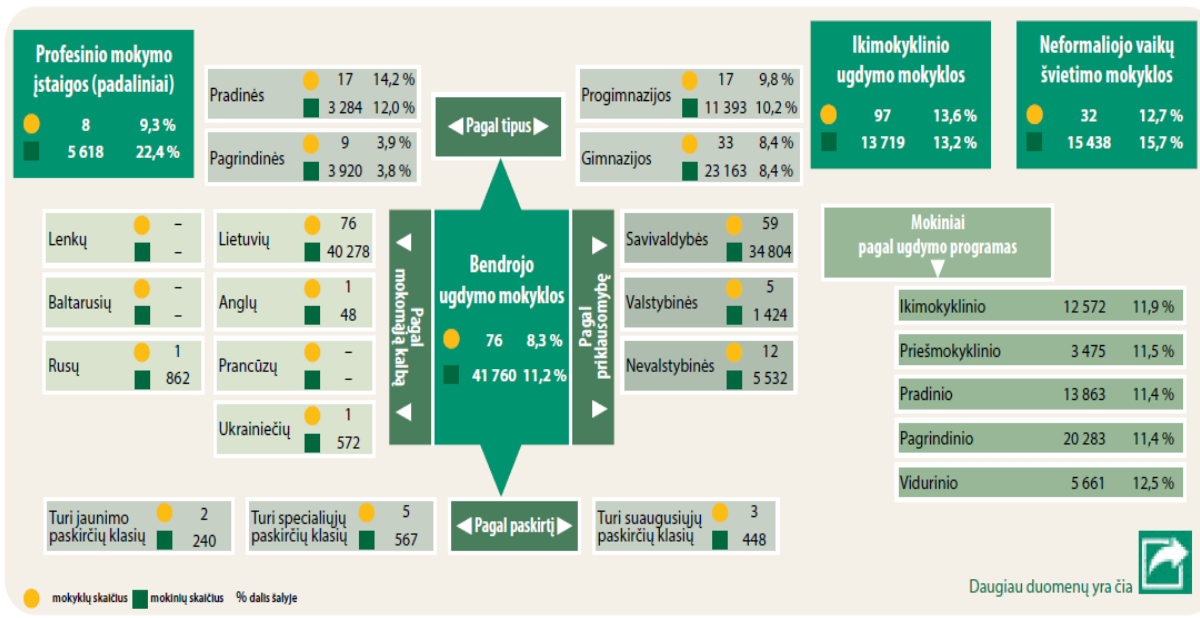 Profesinio mokymo
įstaigos (padaliniai)
8 9,3 %
5 618 22,4 %
Pradinės
17 14,2 %
3 284 12,0 %
Pagrindinės
9 3,9 %
3 920 3,8 %
Pagal tipus
Progimnazijos
17 9,8 %
11 393 10,2 %
Gimnazijos
33 8,4 %
23 163 8,4 %
Ikimokyklinio
ugdymo mokyklos
97 13,6 %
13 719 13,2 %
Neformaliojo vaikų
švietimo mokyklos
32 12,7 %
15 438 15,7 %
Lenkų
–
–
Baltarusių
–
–
Rusų
1
862
Lietuvių
76
40 278
Anglų
1
48
Prancūzų
–
–
Ukrainiečių
1
572
Pagal
mokomąją kalbą
Bendrojo
ugdymo mokyklos
76 8,3 %
41 760 11,2 %
Pagal
priklausomybę
Savivaldybės
59
34 804
Valstybinės
5
1 424
Nevalstybinės
12
5 532
Mokiniai
pagal ugdymo programas
Ikimokyklinio 12 572 11,9 %
Priešmokyklinio 3 475 11,5 %
Pradinio 13 863 11,4 %
Pagrindinio 20 283 11,4 %
Vidurinio 5 661 12,5 %
Turi jaunimo
paskirčių klasių
2
240
Turi specialiųjų
paskirčių klasių
5
567
Pagal paskirtį
Turi suaugusiųjų
paskirčių klasių
3
448
Daugiau duomenų yra čia
mokyklų skaičius mokinių skaičius % dalis šalyje